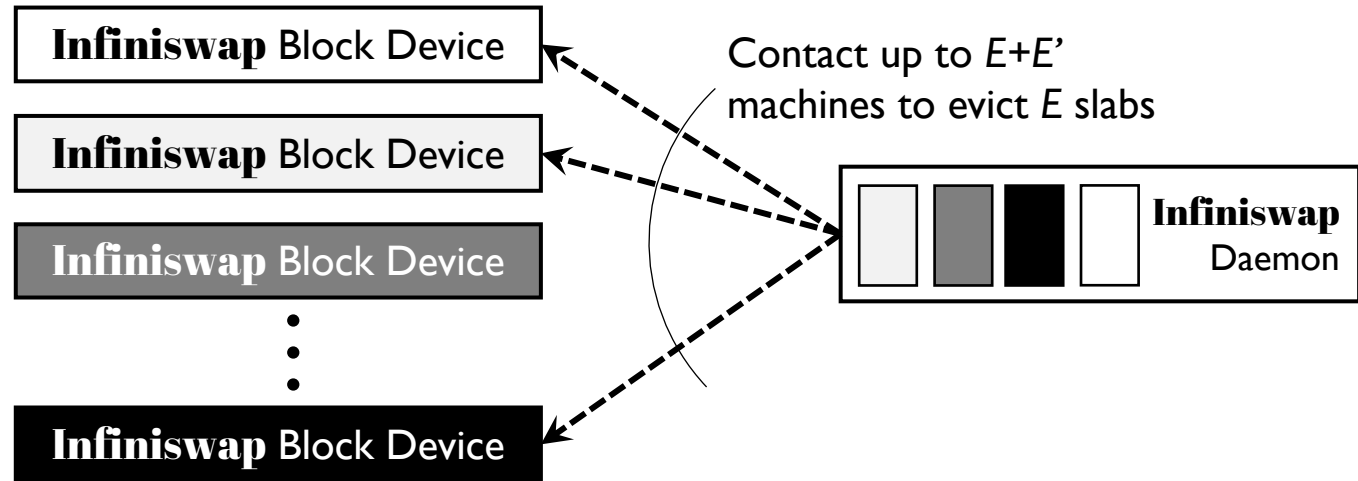 Infiniswap Block Device
Contact up to E+E’
machines to evict E slabs
Infiniswap Block Device
Infiniswap
Daemon
Infiniswap Block Device
Infiniswap Block Device